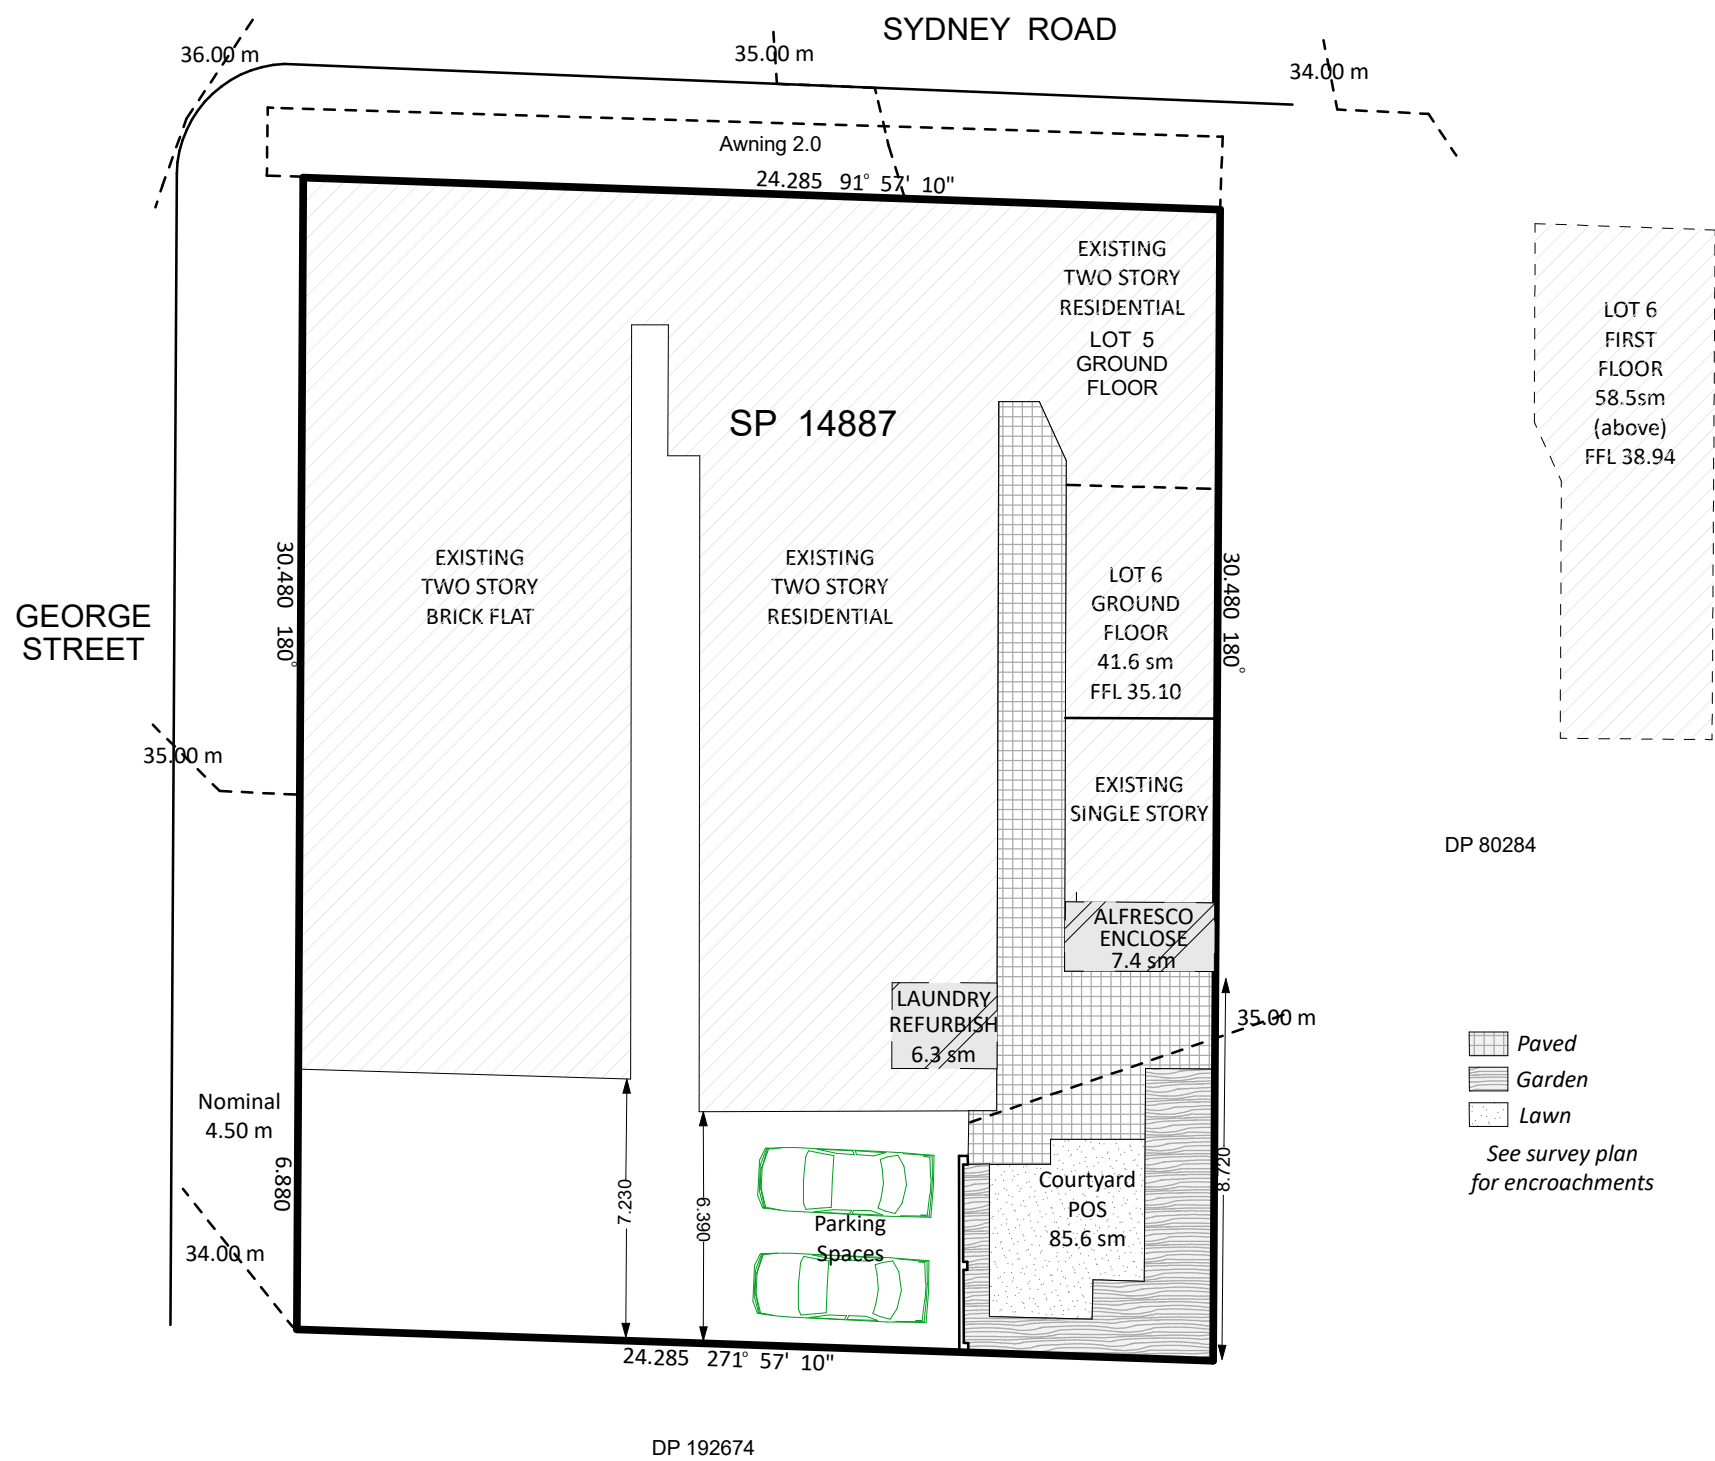 SYDNEY ROAD
36.00 m
35.00 m
34.00 m
Awning 2.0
24.285 91° 57' 10"
EXISTING
TWO STORY
RESIDENTIAL
LOT 5
GROUND
FLOOR
LOT 6
FIRST
FLOOR
58.5sm
(above)
FFL 38.94
SP 14887
GEORGE
STREET
30.480 180°
EXISTING
TWO STORY
BRICK FLAT
EXISTING
TWO STORY
RESIDENTIAL
LOT 6
GROUND
FLOOR
41.6 sm
FFL 35.10
30.480 180°
35.00 m
EXISTING
SINGLE STORY
DP 80284
ALFRESCO
ENCLOSE
7.4 sm
LAUNDRY
REFURBISH
6.3 sm
35.00 m
Paved
Garden
Lawn
See survey plan
for encroachments
Nominal
4.50 m
6.880
7.230
6.390
8.720
Parking
Spaces
Courtyard
POS
85.6 sm
34.00 m
24.285 271° 57' 10"
DP 192674